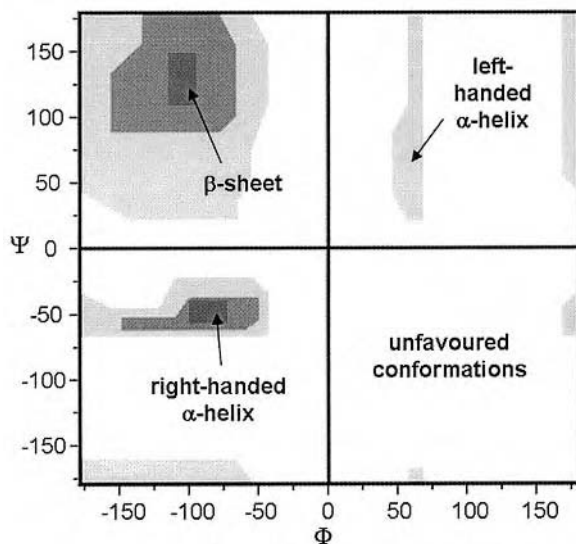 150
100
50
0
-50
-100
-150
Ψ
-150
-100
-50
0
50
100
150
Φ
β-sheet
left-
handed
α-helix
right-handed
α-helix
unfavoured
conformations